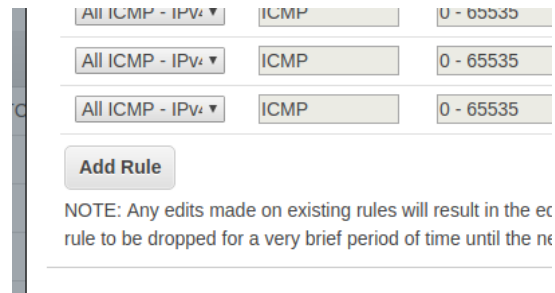 All ICMP - IPv4 ICMP 0 - 65535
All ICMP - IPv4 ICMP 0 - 65535
All ICMP - IPv4 ICMP 0 - 65535
Add Rule
NOTE: Any edits made on existing rules will result in the
rule to be dropped for a very brief period of time until the